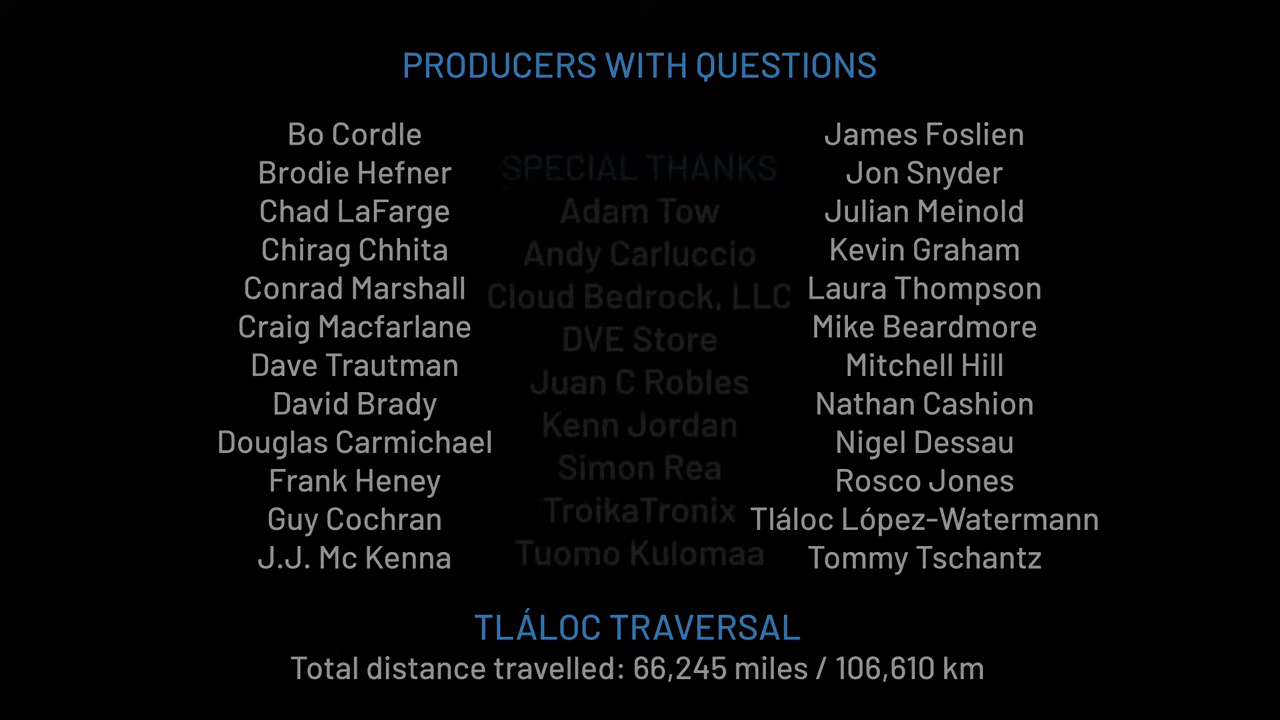 PRODUCERS WITH QUESTIONS
Bo Cordle
Brodie Hefner
Chad LaFarge
Chirag Chhita
Conrad Marshall
Craig Macfarlane
Dave Trautman
David Brady
Douglas Carmichael
Frank Heney
Guy Cochran
J.J. Mc Kenna
SPECIAL THANKS
Adam Tow
Andy Carluccio
Cloud Bedrock, LLC
DVE Store
Juan C Robles
Kenn Jordan
Simon Rea
TroikaTronix
Tuomo Kulomaa
James Foslien
Jon Snyder
Julian Meinold
Kevin Graham
Laura Thompson
Mike Beardmore
Mitchell Hill
Nathan Cashion
Nigel Dessau
Rosco Jones
Tláloc López-Watermann
Tommy Tschantz
TLÁLOC TRAVERSAL
Total distance travelled: 66,245 miles / 106,610 km